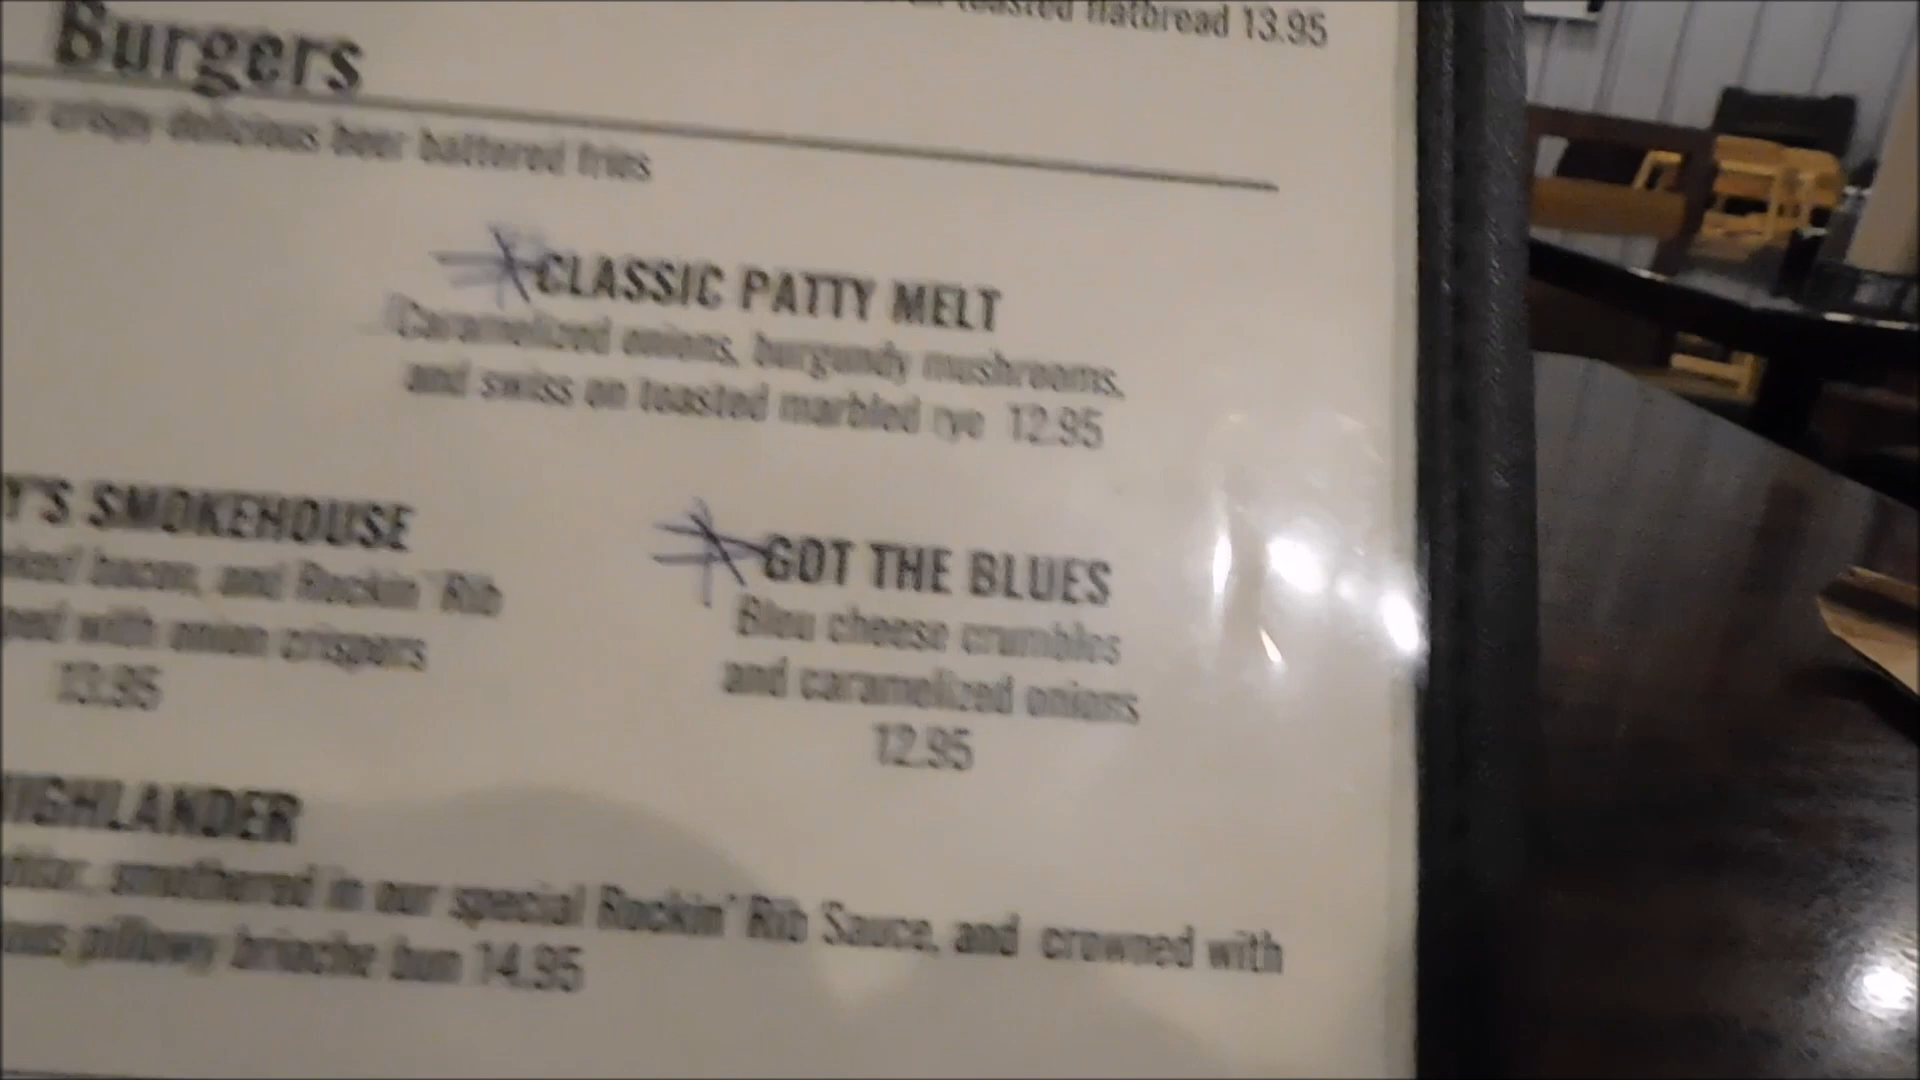 toasted flatbread 13.95
Burgers
crispy delicious beer battered fries
CLASSIC PATTY MELT
Caramelized onions, burgundy mushrooms,
and swiss on toasted marbled rye 12.95
Y'S SMOKEHOUSE
bacon, and Rockin' Rib
with onion crispers
13.95
GOT THE BLUES
Bleu cheese crumbles
and caramelized onions
12.95
HIGHLANDER
smothered in our special Rockin' Rib Sauce, and crowned with
pillowy brioche bun 14.95